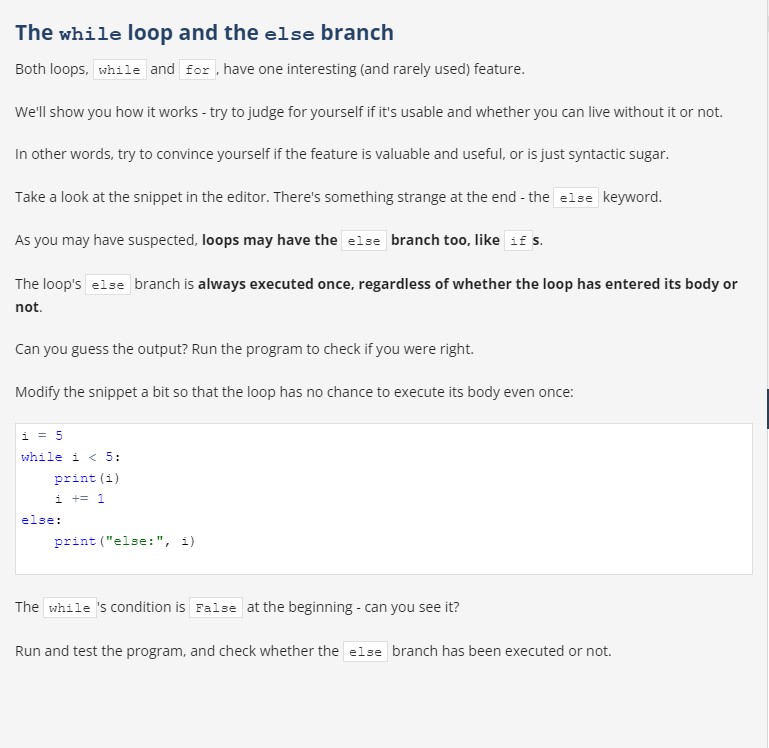 The while loop and the else branch
Both loops, while and for, have one interesting (and rarely used) feature.
We'll show you how it works - try to judge for yourself if it's usable and whether you can live without it or not.
In other words, try to convince yourself if the feature is valuable and useful, or is just syntactic sugar.
Take a look at the snippet in the editor. There's something strange at the end - the else keyword.
As you may have suspected, loops may have the else branch too, like ifs.
The loop's else branch is always executed once, regardless of whether the loop has entered its body or
not.
Can you guess the output? Run the program to check if you were right.
Modify the snippet a bit so that the loop has no chance to execute its body even once:
i = 5
while i < 5:
    print(i)
    i += 1
else:
    print("else:", i)
The while's condition is False at the beginning - can you see it?
Run and test the program, and check whether the else branch has been executed or not.